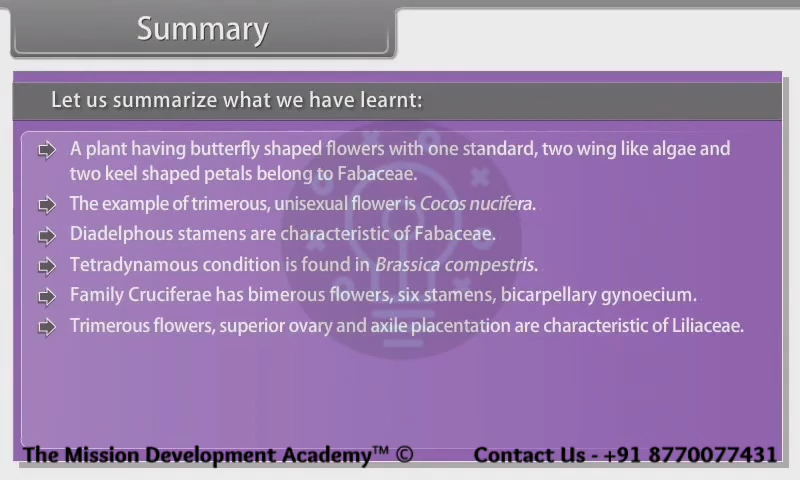 Summary
Let us summarize what we have learnt:
A plant having butterfly shaped flowers with one standard, two wing like algae and
two keel shaped petals belong to Fabaceae.
The example of trimerous, unisexual flower is Cocos nucifera.
Diadelphous stamens are characteristic of Fabaceae.
Tetradynamous condition is found in Brassica compestris.
Family Cruciferae has bimerous flowers, six stamens, bicarpellary gynoecium.
Trimerous flowers, superior ovary and axile placentation are characteristic of Liliaceae.
The Mission Development Academy™ © Contact Us - +91 8770077431